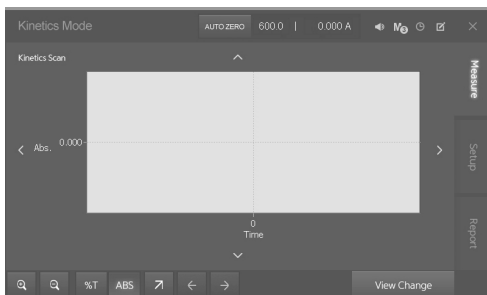 Kinetics Mode
AUTO ZERO 600.0 | 0.000 A
M3
Kinetics Scan
Measure
Abs. 0.000
Setup
0
Time
Report
%T ABS
View Change